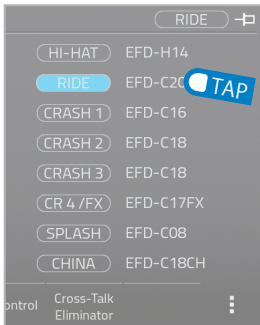 RIDE
HI-HAT EFD-H14
RIDE EFD-C20
TAP
CRASH 1 EFD-C16
CRASH 2 EFD-C18
CRASH 3 EFD-C18
CR 4 /FX EFD-C17FX
SPLASH EFD-C08
CHINA EFD-C18CH
ontrol Cross-Talk
Eliminator